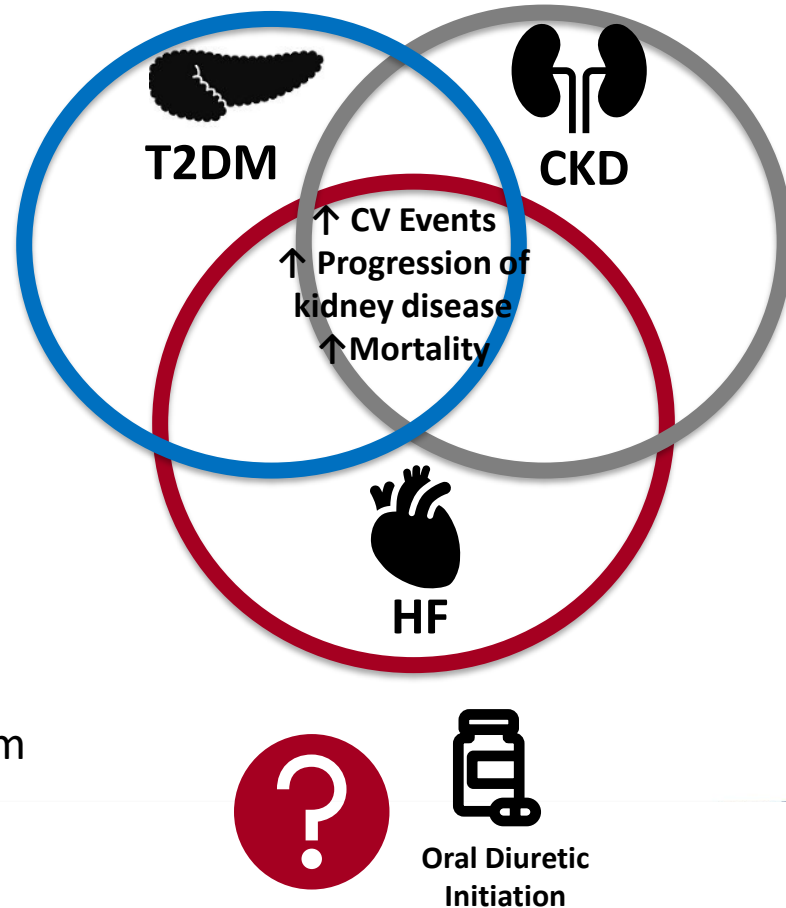 T2DM
CKD
↑ CV Events
↑ Progression of
kidney disease
↑Mortality
HF
m
?
Oral Diuretic
Initiation